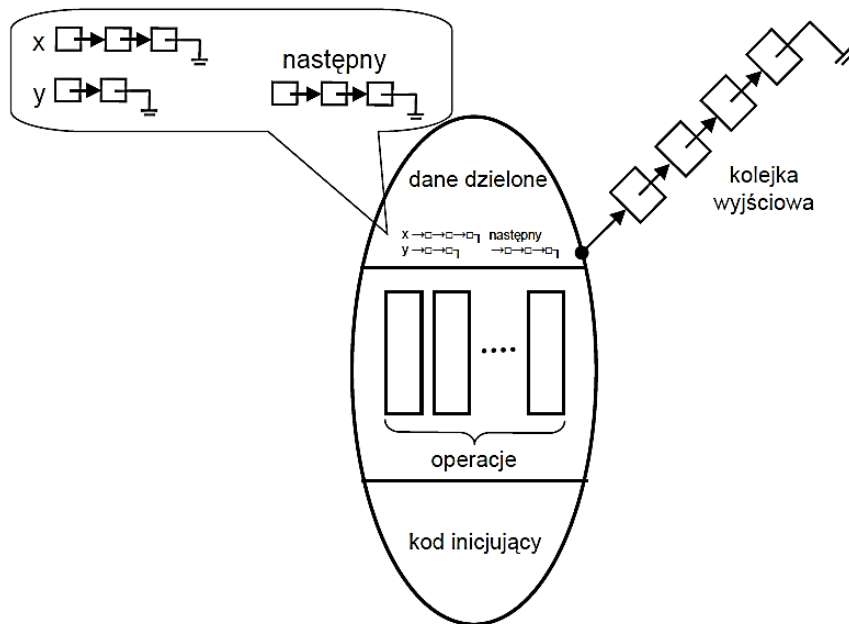 x
następny
y
kolejka
wyjściowa
dane dzielone
x następny
y
operacje
kod inicjujący